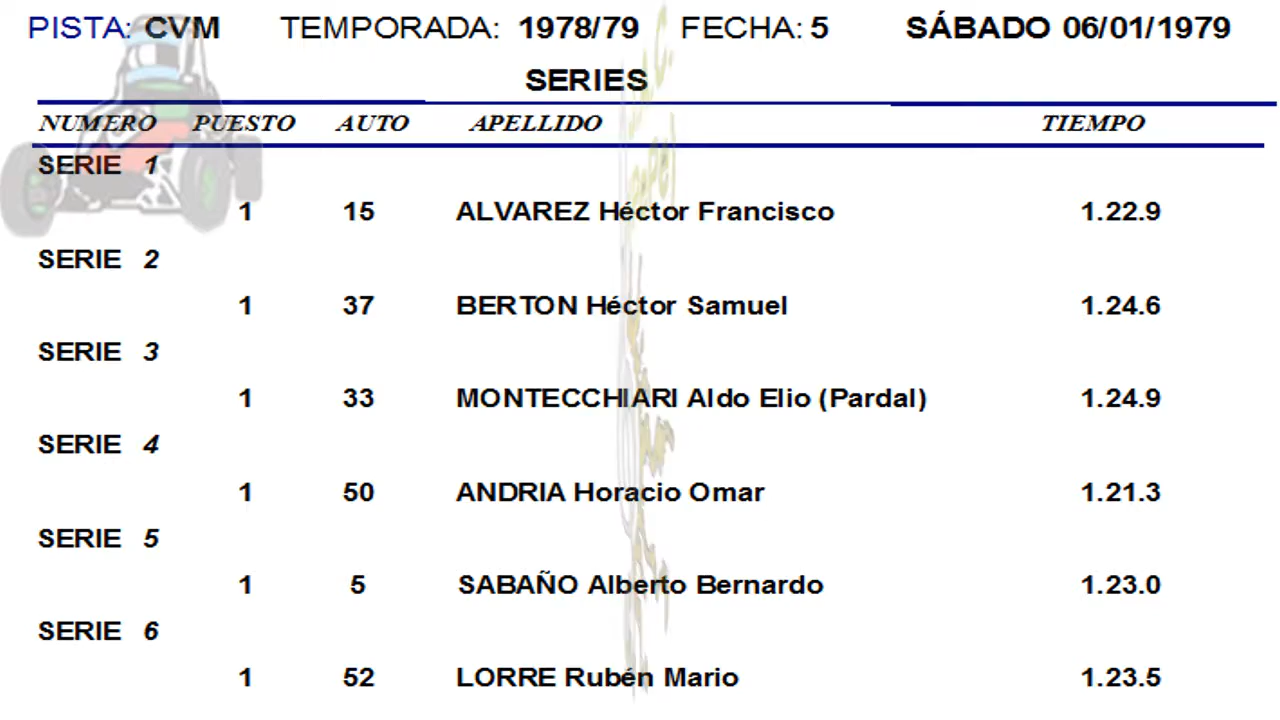 PISTA: CVM TEMPORADA: 1978/79 FECHA: 5 SÁBADO 06/01/1979
SERIES
NUMERO PUESTO AUTO APELLIDO TIEMPO
SERIE 1
1 15 ALVAREZ Héctor Francisco 1.22.9
SERIE 2
1 37 BERTON Héctor Samuel 1.24.6
SERIE 3
1 33 MONTECCHIARI Aldo Elio (Pardal) 1.24.9
SERIE 4
1 50 ANDRIA Horacio Omar 1.21.3
SERIE 5
1 5 SABAÑO Alberto Bernardo 1.23.0
SERIE 6
1 52 LORRE Rubén Mario 1.23.5